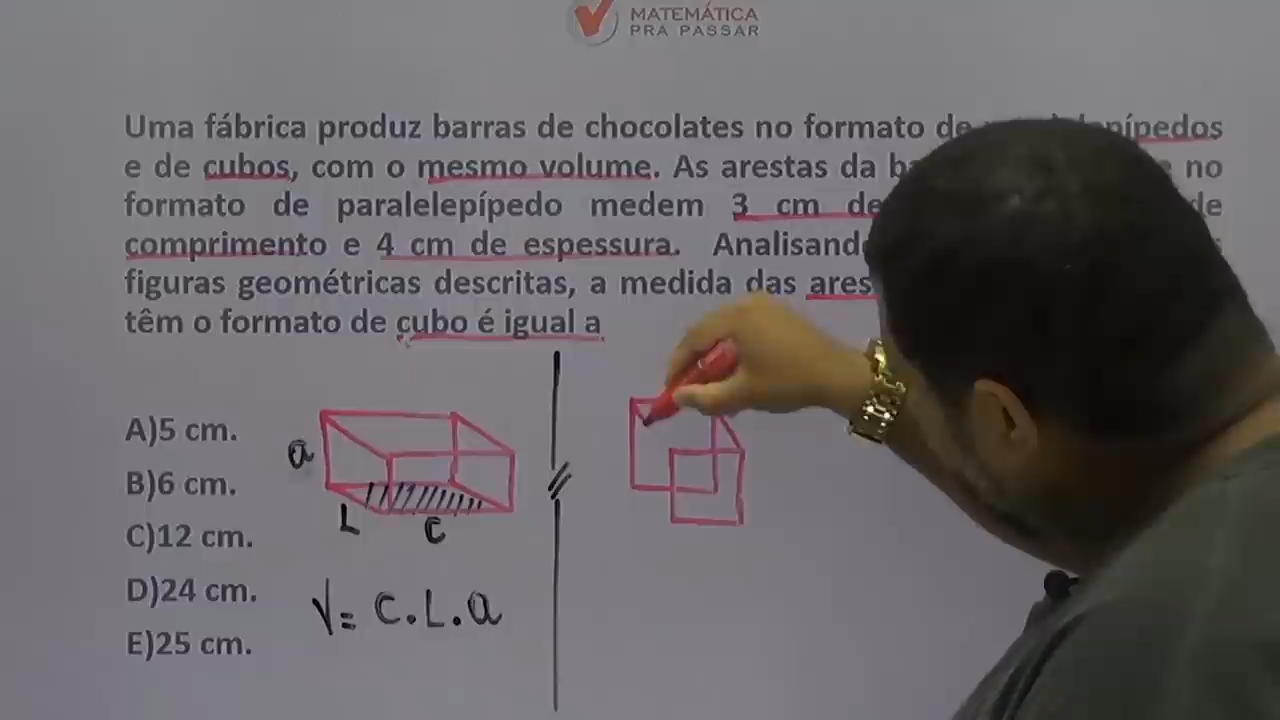 MATEMÁTICA
PRA PASSAR
Uma fábrica produz barras de chocolates no formato de
e de cubos, com o mesmo volume. As arestas da no
formato de paralelepípedo medem 3 cm de de
comprimento e 4 cm de espessura.
figuras geométricas descritas, a medida das
têm o formato de cubo é igual a
A)5 cm.
B)6 cm.
C)12 cm.
D)24 cm.
E)25 cm.
a
L
C
V= C.L.a